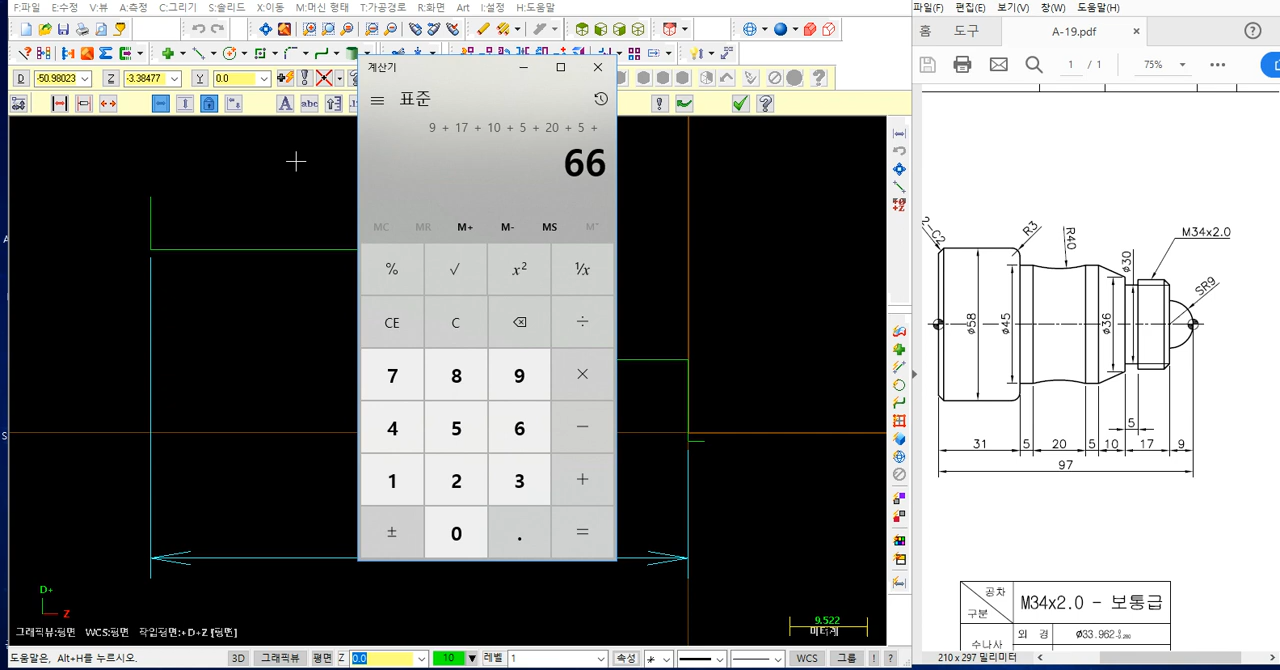 F:파일 E:수정 V:뷰 A:측정 C:그리기 S:솔리드 X:이동 M:머신 형태 T:가공경로 R:화면 Art I:설정 H:도움말
D -50.98023 Z -3.38477 Y 0.0
계산기
표준
9 + 17 + 10 + 5 + 20 + 5 +
66
MC MR M+ M- MS
% √ x² ¹/x
CE C ÷
7 8 9 ×
4 5 6 −
1 2 3 +
± 0 . =
D+
Z
그래픽뷰:평면 WCS:평면 작업평면:+D+Z [평면]
9.522
미터계
도움말은, Alt+H를 누르시오.
3D 그래픽뷰 평면 Z 0.0 10 레벨 1 속성 WCS 그룹 ! ?
파일(F) 편집(E) 보기(V) 창(W) 도움말(H)
홈 도구 A-19.pdf ×
1 / 1 75%
2-C2
R3
R40
M34x2.0
⌀30
SR9
⌀58
⌀45
⌀36
5
31 5 20 5 10 17 9
97
공차
구분
M34x2.0 - 보통급
수나사
외 경
210 x 297 밀리미터